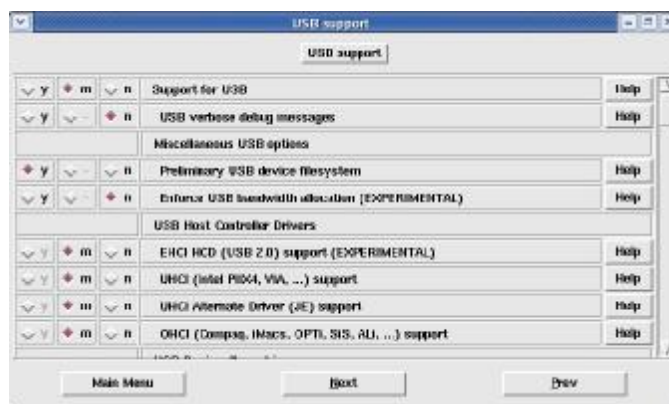 USB support
USB support
y m n Support for USB Help
y - n USB verbose debug messages Help
Miscellaneous USB options
y - n Preliminary USB device filesystem Help
y - n Enforce USB bandwidth allocation (EXPERIMENTAL) Help
USB Host Controller Drivers
y m n EHCI HCD (USB 2.0) support (EXPERIMENTAL) Help
y m n UHCI (Intel PIIX4, VIA, ...) support Help
y m n UHCI Alternate Driver (JE) support Help
y m n OHCI (Compaq, iMacs, OPTi, SiS, ALi, ...) support Help
Main Menu Next Prev